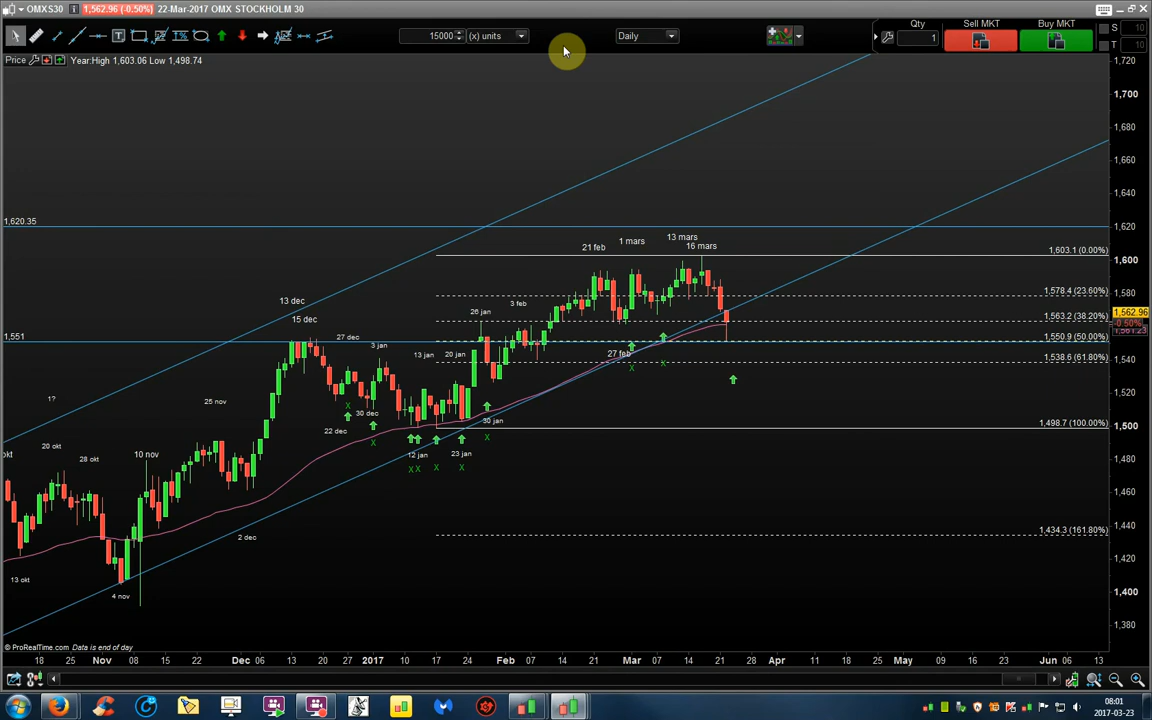 OMXS30 1,562.96 (-0.50%) 22-Mar-2017 OMX STOCKHOLM 30
15000 (x) units Daily Qty 1 Sell MKT Buy MKT S 10
T 10
Price Year:High 1,603.06 Low 1,498.74
1,720
1,700
1,680
1,660
1,640
1,620.35
1,620
1 mars 13 mars
21 feb 16 mars
1,603.1 (0.00%)
1,600
1,578.4 (23.60%)
1,580
13 dec 3 feb
26 jan
1,563.2 (38.20%)
1,562.96
-0.50%
15 dec
1,551 27 dec
1,550.9 (50.00%)
3 jan
13 jan 20 jan 27 feb
1,538.6 (61.80%)
1,540
1,520
1?
25 nov
30 dec
30 jan
22 dec
1,498.7 (100.00%)
1,500
20 okt
10 nov
28 okt
12 jan 23 jan
1,480
1,460
1,440
2 dec
1,434.3 (161.80%)
1,420
13 okt
4 nov
1,400
1,380
© ProRealTime.com Data is end of day
18 25 Nov 08 15 22 Dec 06 13 20 27 2017 10 17 24 Feb 07 14 21 Mar 07 14 21 28 Apr 11 18 25 May 09 16 23 Jun 06 13
08:01
2017-03-23